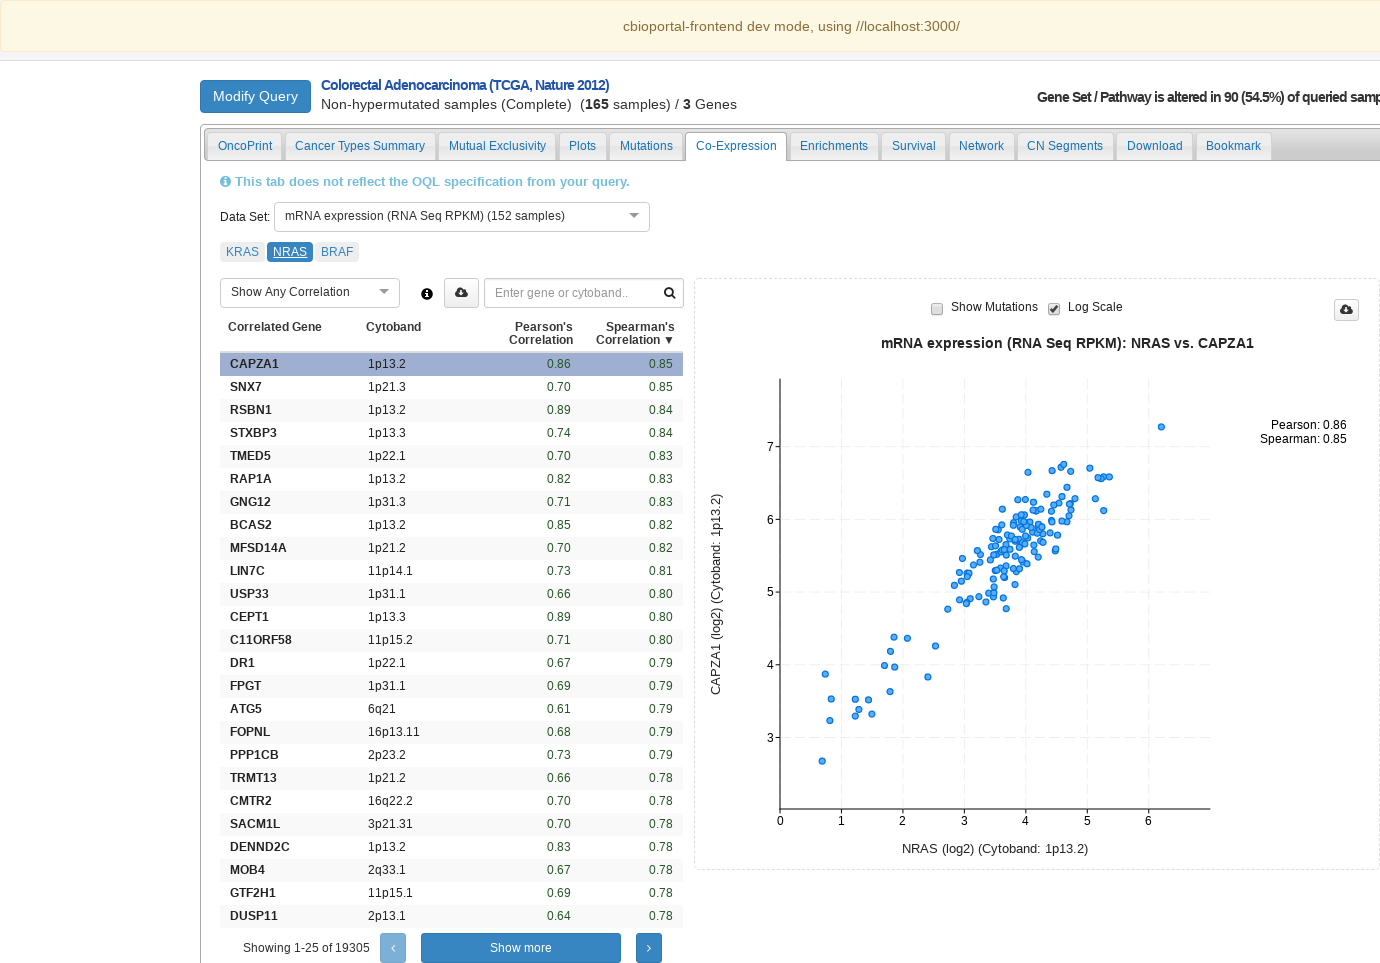 cbioportal-frontend dev mode, using //localhost:3000/
Modify Query
Colorectal Adenocarcinoma (TCGA, Nature 2012)
Non-hypermutated samples (Complete) (165 samples) / 3 Genes
Gene Set / Pathway is altered in 90 (54.5%) of queried
OncoPrint Cancer Types Summary Mutual Exclusivity Plots Mutations Co-Expression Enrichments Survival Network CN Segments Download Bookmark
This tab does not reflect the OQL specification from your query.
Data Set: mRNA expression (RNA Seq RPKM) (152 samples)
KRAS NRAS BRAF
Show Any Correlation Enter gene or cytoband..
Correlated Gene Cytoband Pearson's Correlation Spearman's Correlation ▼
CAPZA1 1p13.2 0.86 0.85
SNX7 1p21.3 0.70 0.85
RSBN1 1p13.2 0.89 0.84
STXBP3 1p13.3 0.74 0.84
TMED5 1p22.1 0.70 0.83
RAP1A 1p13.2 0.82 0.83
GNG12 1p31.3 0.71 0.83
BCAS2 1p13.2 0.85 0.82
MFSD14A 1p21.2 0.70 0.82
LIN7C 11p14.1 0.73 0.81
USP33 1p31.1 0.66 0.80
CEPT1 1p13.3 0.89 0.80
C11ORF58 11p15.2 0.71 0.80
DR1 1p22.1 0.67 0.79
FPGT 1p31.1 0.69 0.79
ATG5 6q21 0.61 0.79
FOPNL 16p13.11 0.68 0.79
PPP1CB 2p23.2 0.73 0.79
TRMT13 1p21.2 0.66 0.78
CMTR2 16q22.2 0.70 0.78
SACM1L 3p21.31 0.70 0.78
DENND2C 1p13.2 0.83 0.78
MOB4 2q33.1 0.67 0.78
GTF2H1 11p15.1 0.69 0.78
DUSP11 2p13.1 0.64 0.78
Showing 1-25 of 19305 ‹ Show more ›
Show Mutations Log Scale
mRNA expression (RNA Seq RPKM): NRAS vs. CAPZA1
Pearson: 0.86
Spearman: 0.85
CAPZA1 (log2) (Cytoband: 1p13.2)
7
6
5
4
3
0 1 2 3 4 5 6
NRAS (log2) (Cytoband: 1p13.2)